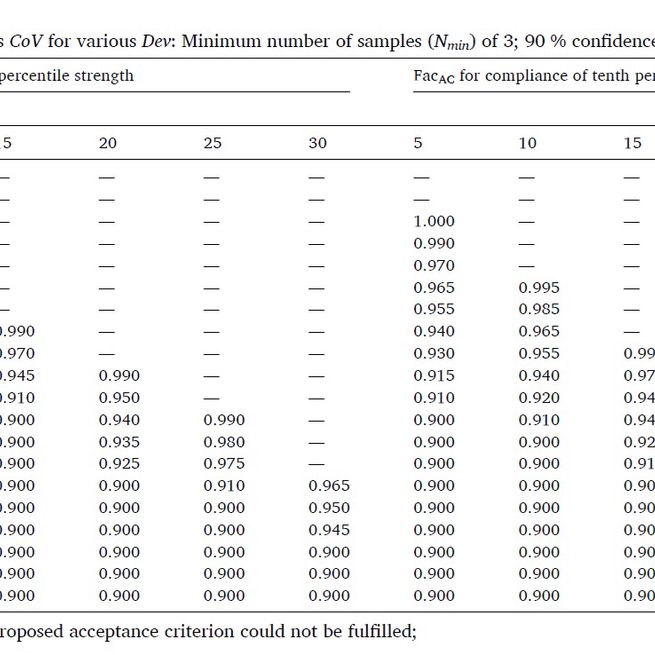 s CoV for various Dev: Minimum number of samples (Nmin) of 3; 90 % confidence
percentile strength FacAC for compliance of tenth per
15 20 25 30 5 10 15
— — — — — — —
— — — — — — —
— — — — 1.000 — —
— — — — 0.990 — —
— — — — 0.970 — —
— — — — 0.965 0.995 —
— — — — 0.955 0.985 —
0.990 — — — 0.940 0.965 —
0.970 — — — 0.930 0.955 0.99
0.945 0.990 — — 0.915 0.940 0.97
0.910 0.950 — — 0.910 0.920 0.94
0.900 0.940 0.990 — 0.900 0.910 0.94
0.900 0.935 0.980 — 0.900 0.900 0.92
0.900 0.925 0.975 — 0.900 0.900 0.91
0.900 0.900 0.910 0.965 0.900 0.900 0.90
0.900 0.900 0.900 0.950 0.900 0.900 0.90
0.900 0.900 0.900 0.945 0.900 0.900 0.90
0.900 0.900 0.900 0.900 0.900 0.900 0.90
0.900 0.900 0.900 0.900 0.900 0.900 0.90
0.900 0.900 0.900 0.900 0.900 0.900 0.90
roposed acceptance criterion could not be fulfilled;